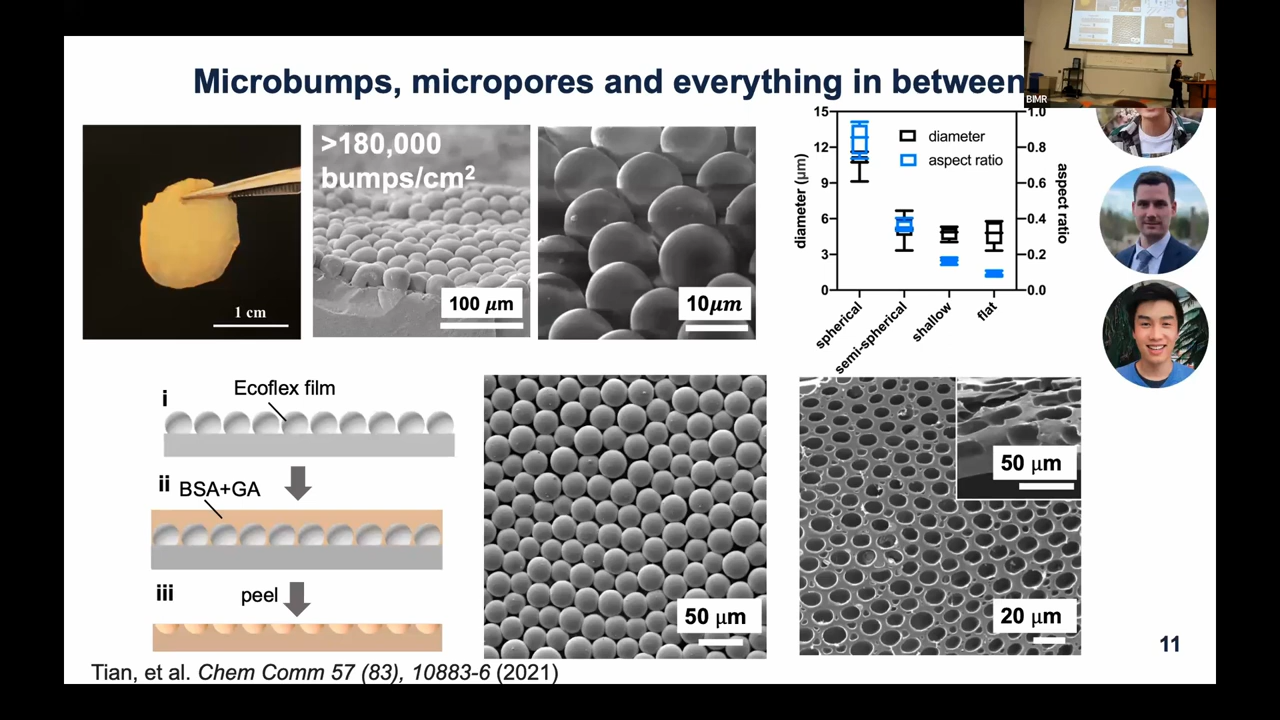 Microbumps, micropores and everything in between
BIMR
1 cm
>180,000
bumps/cm²
100 µm
10µm
15
12
9
6
3
0
diameter (µm)
diameter
aspect ratio
1.0
0.8
0.6
0.4
0.2
0.0
aspect ratio
spherical
semi-spherical
shallow
flat
i
Ecoflex film
ii
BSA+GA
iii
peel
50 µm
50 µm
20 µm
11
Tian, et al. Chem Comm 57 (83), 10883-6 (2021)